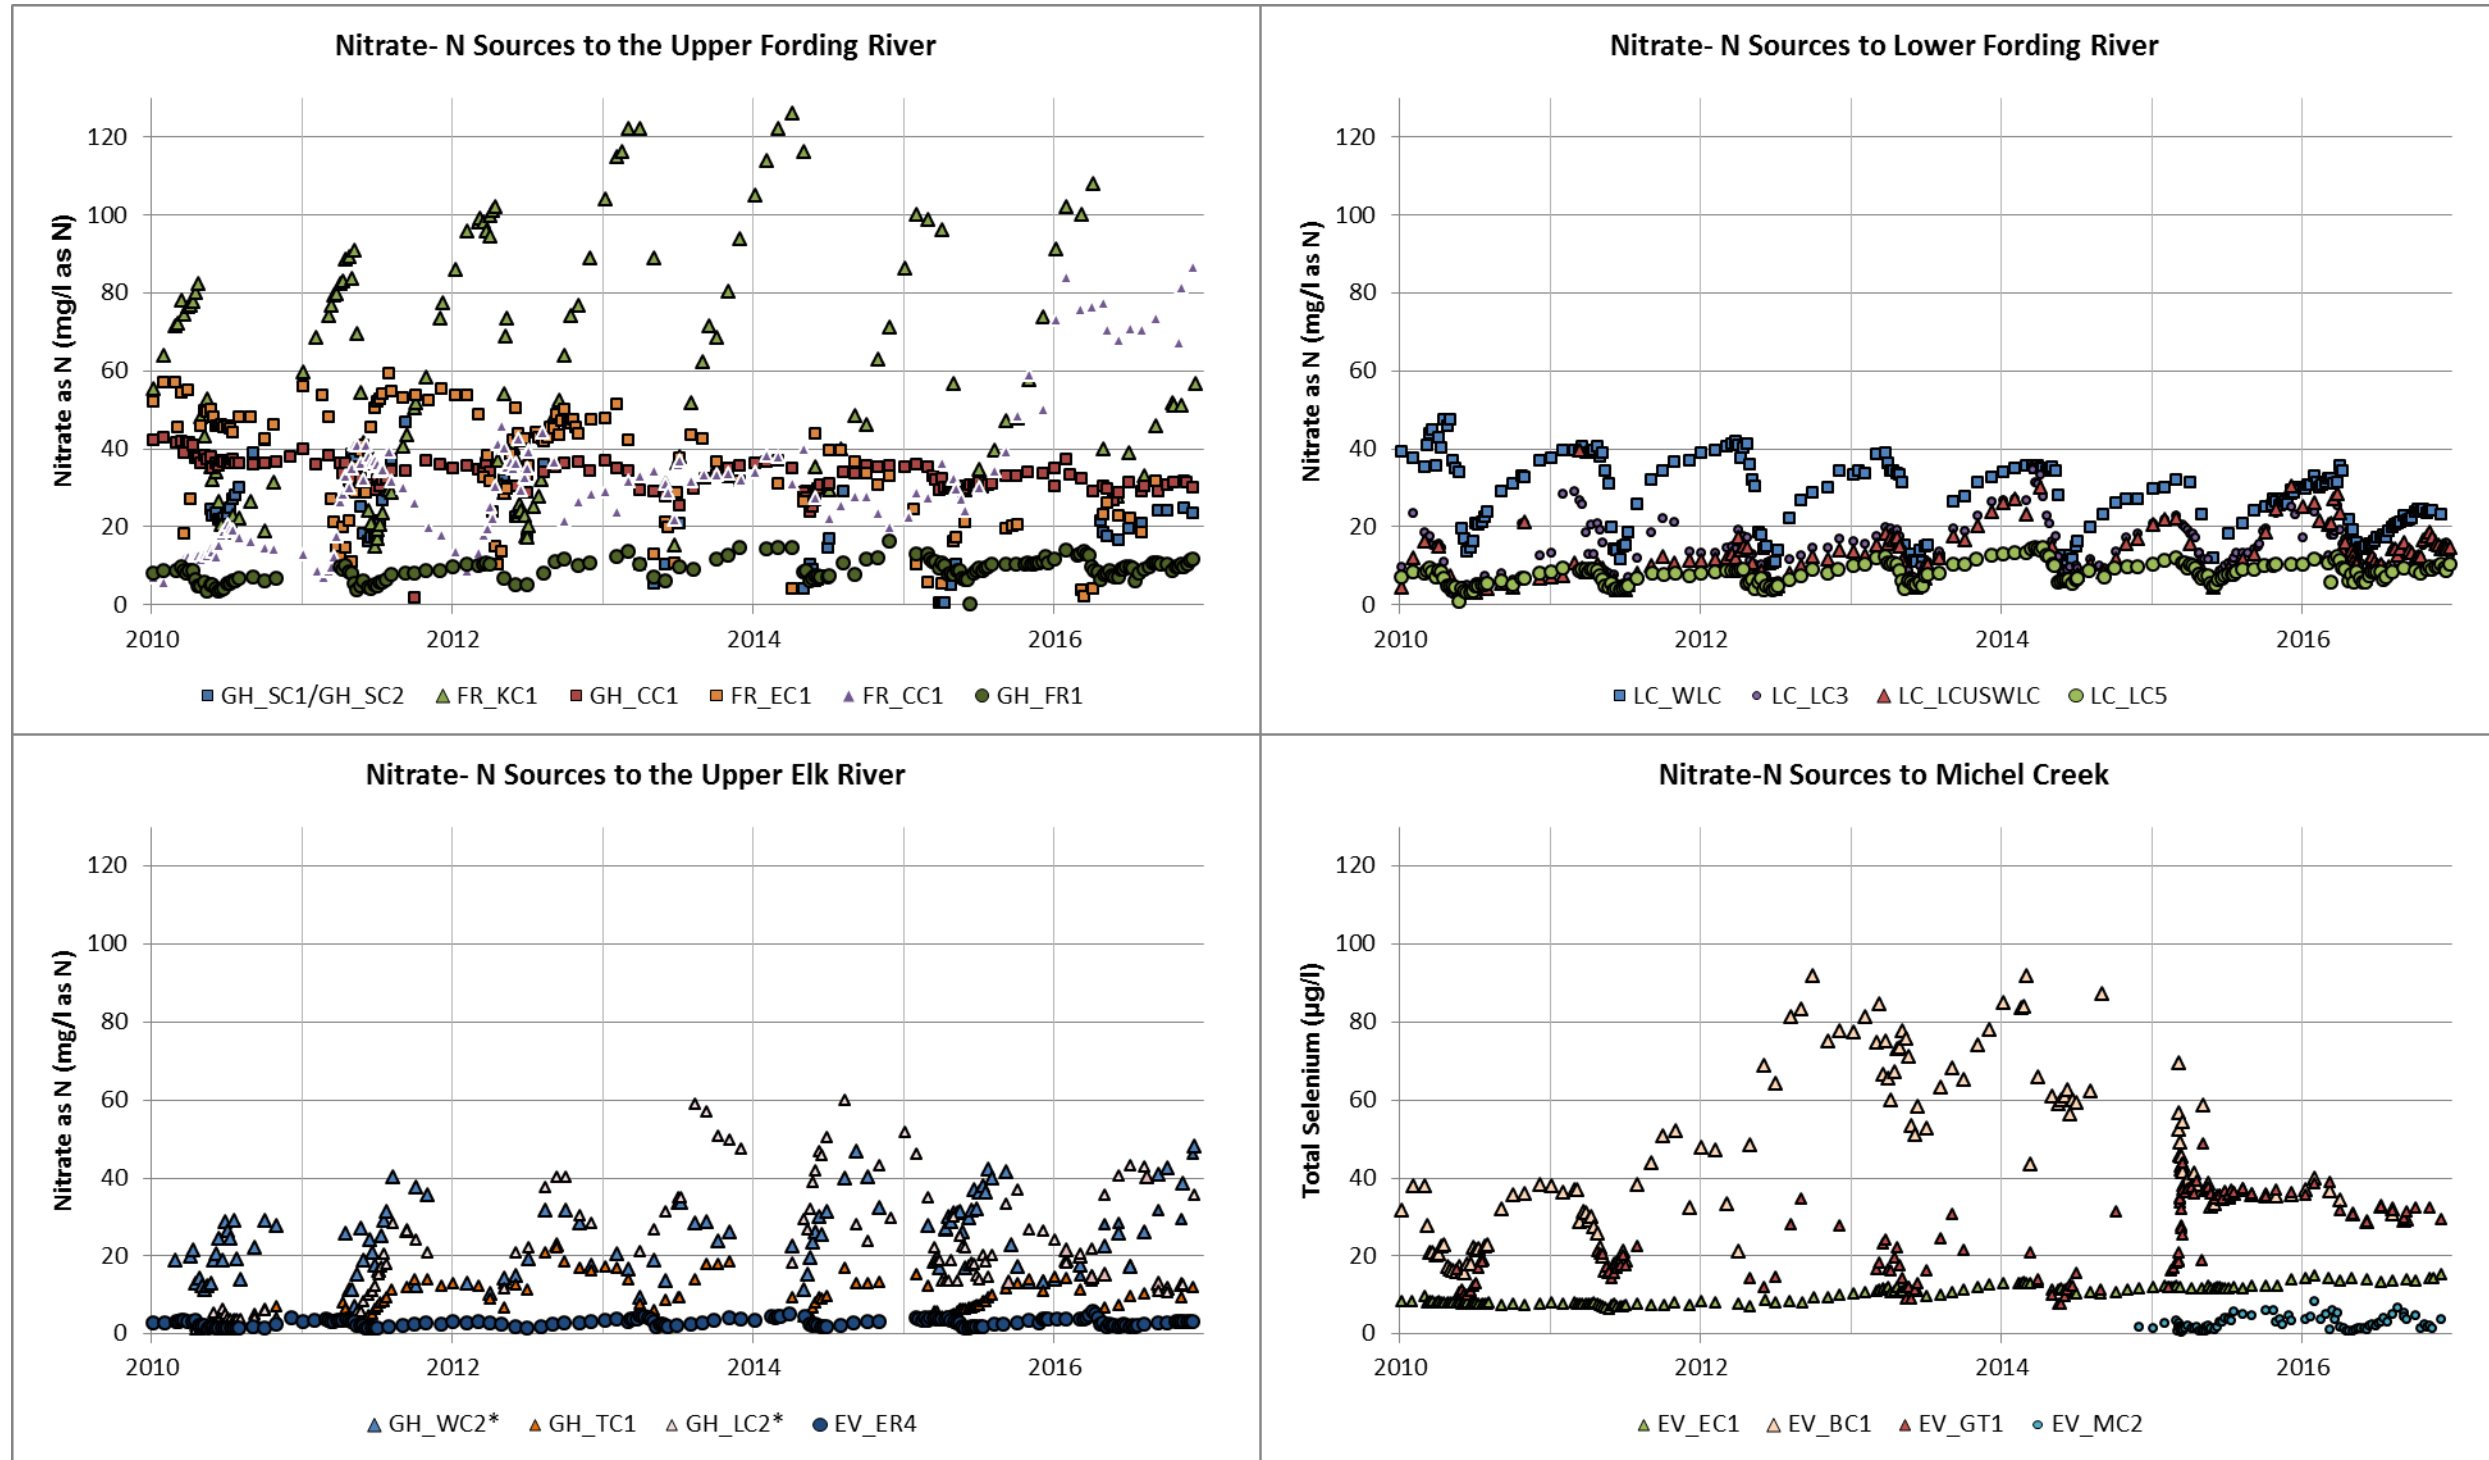 Nitrate- N Sources to the Upper Fording River
Nitrate as N (mg/l as N)
120
100
80
60
40
20
0
2010 2012 2014 2016
GH_SC1/GH_SC2 FR_KC1 GH_CC1 FR_EC1 FR_CC1 GH_FR1
Nitrate- N Sources to Lower Fording River
Nitrate as N (mg/l as N)
120
100
80
60
40
20
0
2010 2012 2014 2016
LC_WLC LC_LC3 LC_LCUSWLC LC_LC5
Nitrate- N Sources to the Upper Elk River
Nitrate as N (mg/l as N)
120
100
80
60
40
20
0
2010 2012 2014 2016
GH_WC2* GH_TC1 GH_LC2* EV_ER4
Nitrate-N Sources to Michel Creek
Total Selenium (µg/l)
120
100
80
60
40
20
0
2010 2012 2014 2016
EV_EC1 EV_BC1 EV_GT1 EV_MC2